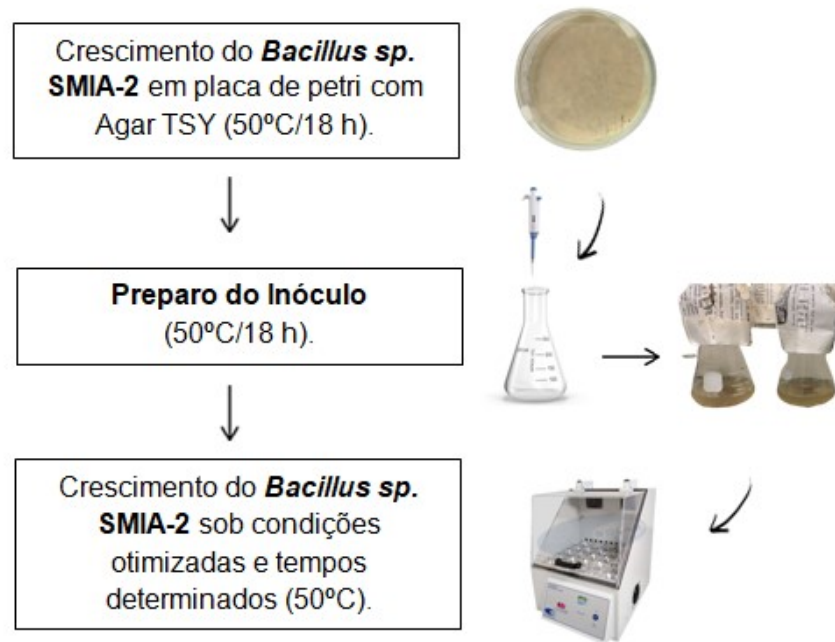 Crescimento do Bacillus sp.
SMIA-2 em placa de petri com
Agar TSY (50ºC/18 h).
Preparo do Inóculo
(50ºC/18 h).
Crescimento do Bacillus sp.
SMIA-2 sob condições
otimizadas e tempos
determinados (50ºC).